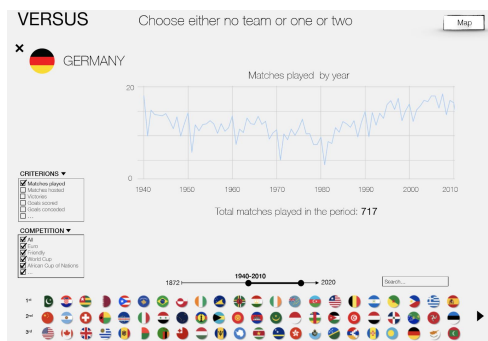 VERSUS
Choose either no team or one or two
Map
×
GERMANY
Matches played by year
20
0
1940 1950 1960 1970 1980 1990 2000 2010
CRITERIONS ▼
Matches played
Matches hosted
Victories
Goals scored
Goals conceded
...
Total matches played in the period: 717
COMPETITION ▼
All
Euro
Friendly
World Cup
African Cup of Nations
...
1940-2010
1872
2020
Search...
1st
2nd
3rd